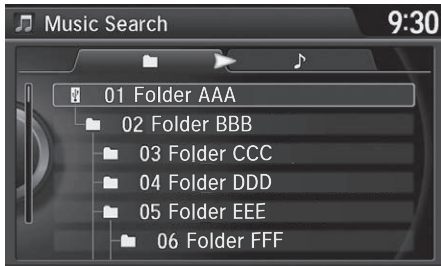 Music Search
9:30
01 Folder AAA
02 Folder BBB
03 Folder CCC
04 Folder DDD
05 Folder EEE
06 Folder FFF